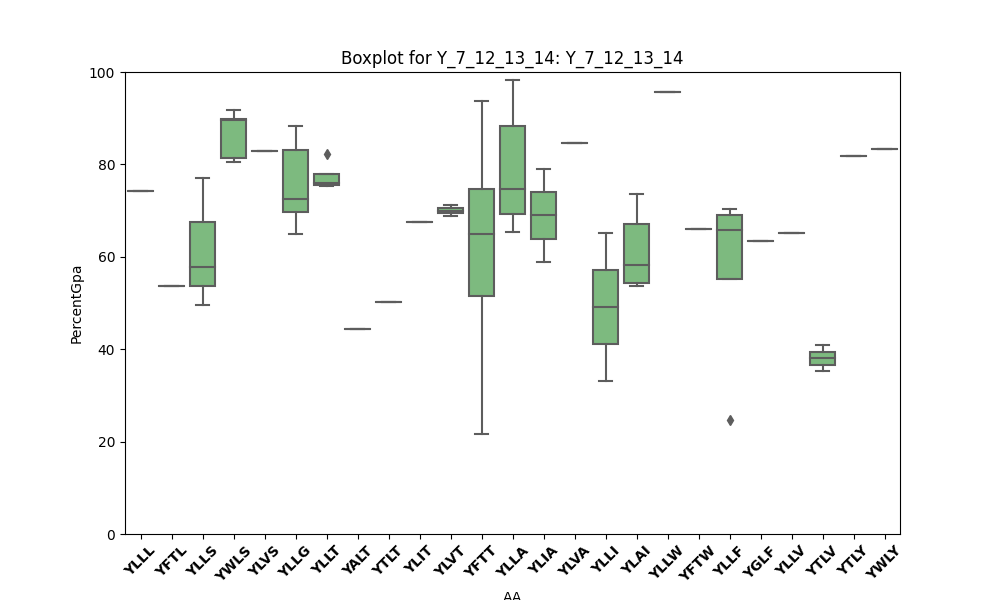 Boxplot for Y_7_12_13_14: Y_7_12_13_14
PercentGpa
100
80
60
40
20
0
YLLL
YFTL
YLLS
YWLS
YLVS
YLLG
YLLT
YALT
YTLT
YLIT
YLVT
YFTT
YLLA
YLIA
YLVA
YLLI
YLAI
YLLW
YFTW
YLLF
YGLF
YLLV
YTLV
YTLY
YWLY
AA